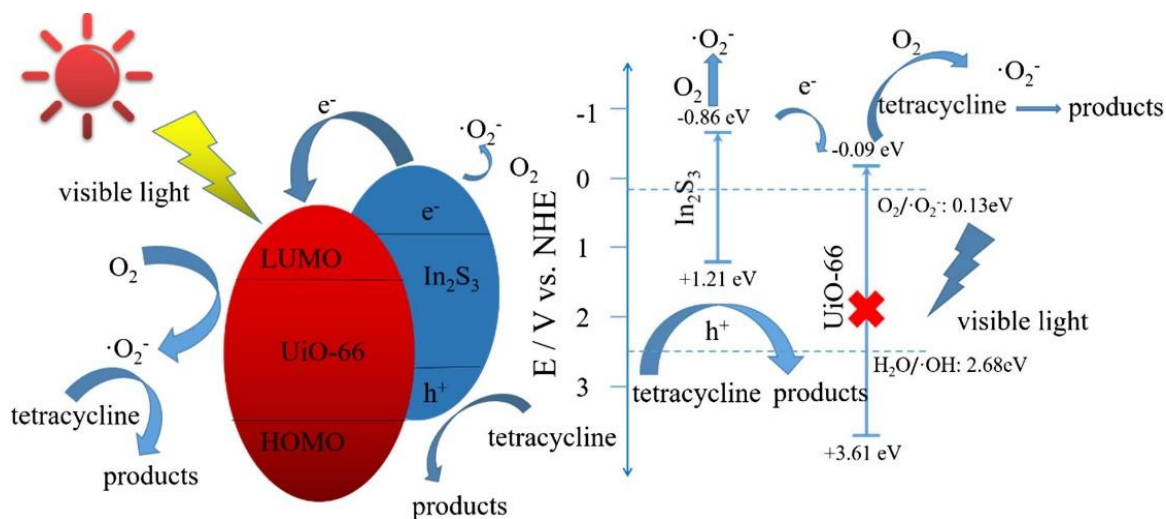 visible light
e⁻
·O₂⁻
O₂
e⁻
LUMO
In₂S₃
O₂
UiO-66
·O₂⁻
h⁺
tetracycline
HOMO
tetracycline
products
products
E / V vs. NHE
-1
0
1
2
3
·O₂⁻
O₂
-0.86 eV
In₂S₃
+1.21 eV
h⁺
tetracycline
products
e⁻
O₂
·O₂⁻
tetracycline
products
-0.09 eV
O₂/·O₂⁻: 0.13eV
UiO-66
visible light
H₂O/·OH: 2.68eV
+3.61 eV